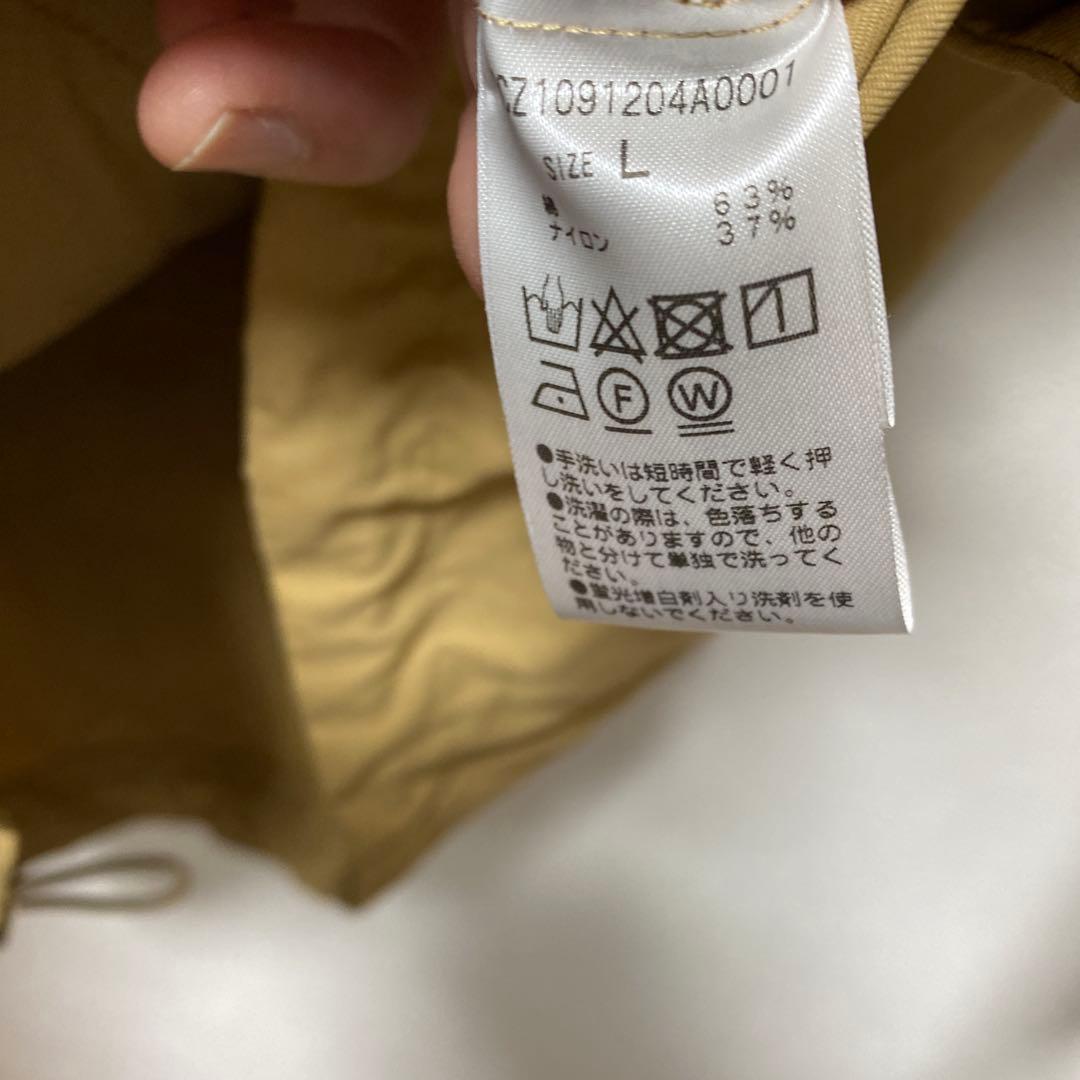 CZ1091204A0001
SIZE L
綿 63%
ナイロン 37%
F W
●手洗いは短時間で軽く押
し洗いをしてください。
●洗濯の際は、色落ちする
ことがありますので、他の
物と分けて単独で洗ってく
ださい。
●蛍光増白剤入り洗剤を使
用しないでください。